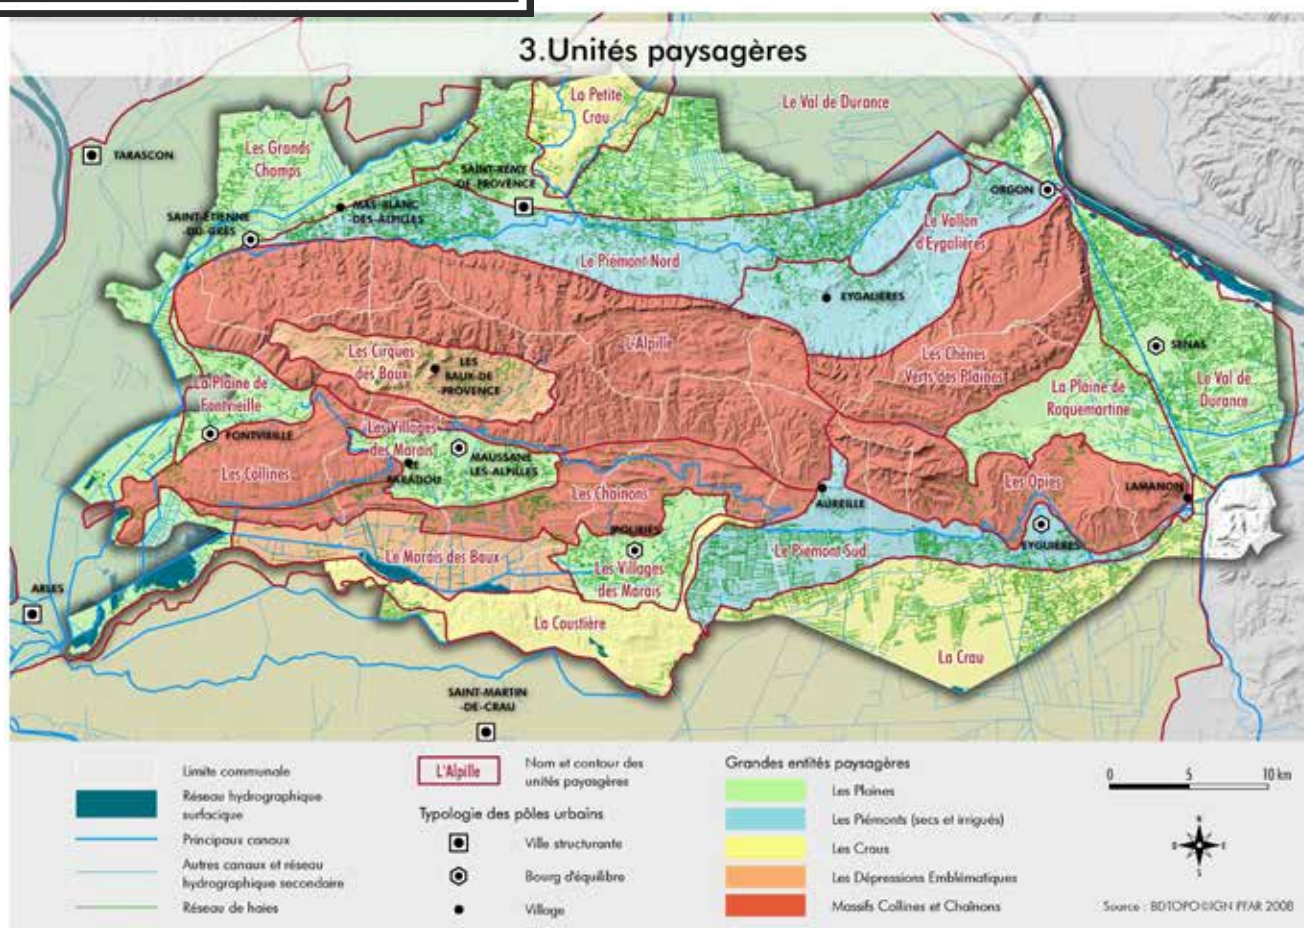 3.Unités paysagères
La Petite
Crau
Le Val de Durance
Les Grands
Champs
TARASCON
SAINT-RÉMY
-DE-PROVENCE
ORGON
MAS-BLANC
-DES-ALPILLES
SAINT-ÉTIENNE
-DU-GRÈS
Le Vallon
d'Eygalières
Le Piémont Nord
EYGALIÈRES
L'Alpille
Les Cirques
des Baux
LES
BAUX-DE
-PROVENCE
Les Chênes
Verts des Plaines
SENAS
La Plaine de
Fontvieille
La Plaine de
Roquemartine
Le Val de
Durance
FONTVIEILLE
Les Villages
des Marais
MAUSSANE
LES-ALPILLES
LE
PARADOU
Les Collines
Les Chaînons
Les Opies
LAMANON
AUREILLE
MOURIÈS
EYGUIÈRES
Le Marais des Baux
Le Piémont Sud
Les Villages
des Marais
ARLES
La Coustière
La Crau
SAINT-MARTIN
-DE-CRAU
Limite communale
Réseau hydrographique
surfacique
Principaux canaux
Autres canaux et réseau
hydrographique secondaire
Réseau de haies
L'Alpille
Nom et contour des
unités paysagères
Typologie des pôles urbains
Ville structurante
Bourg d'équilibre
Village
Grandes entités paysagères
Les Plaines
Les Piémonts (secs et irrigués)
Les Craus
Les Dépressions Emblématiques
Massifs Collines et Chaînons
0 5 10 km
N
O E
S
Source : BDTOPO©IGN PFAR 2008